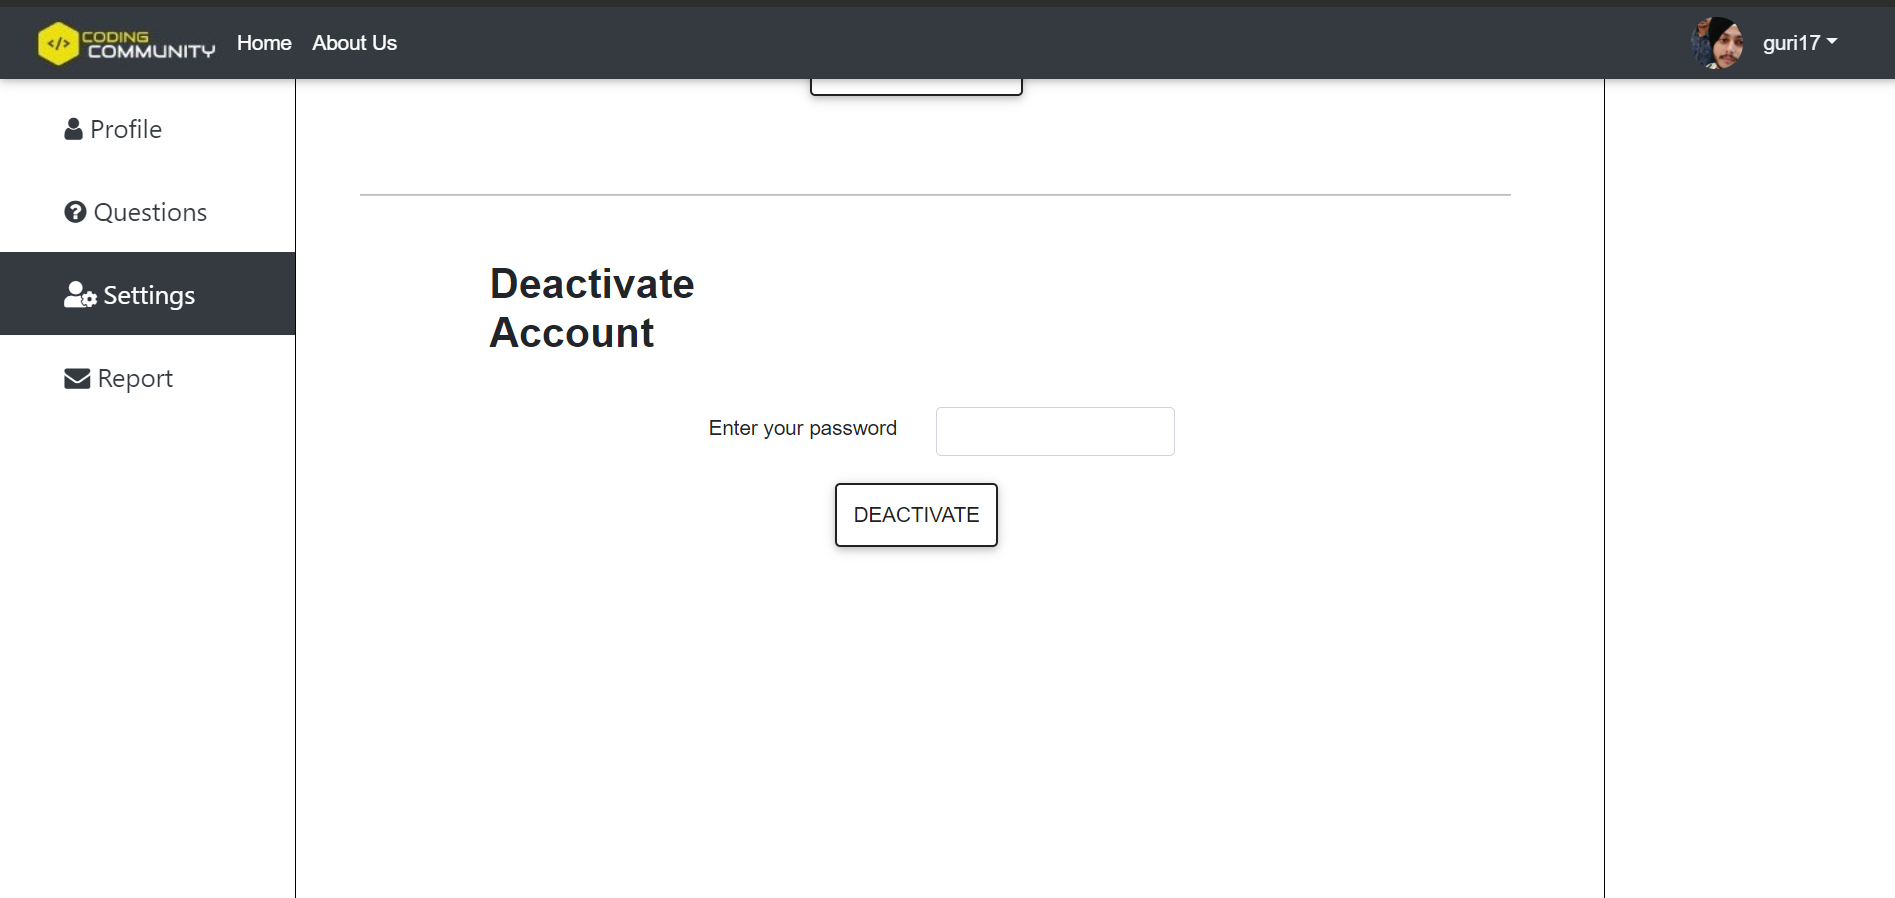 </> CODING
COMMUNITY
Home
About Us
guri17
Profile
Questions
Settings
Report
Deactivate
Account
Enter your password
DEACTIVATE